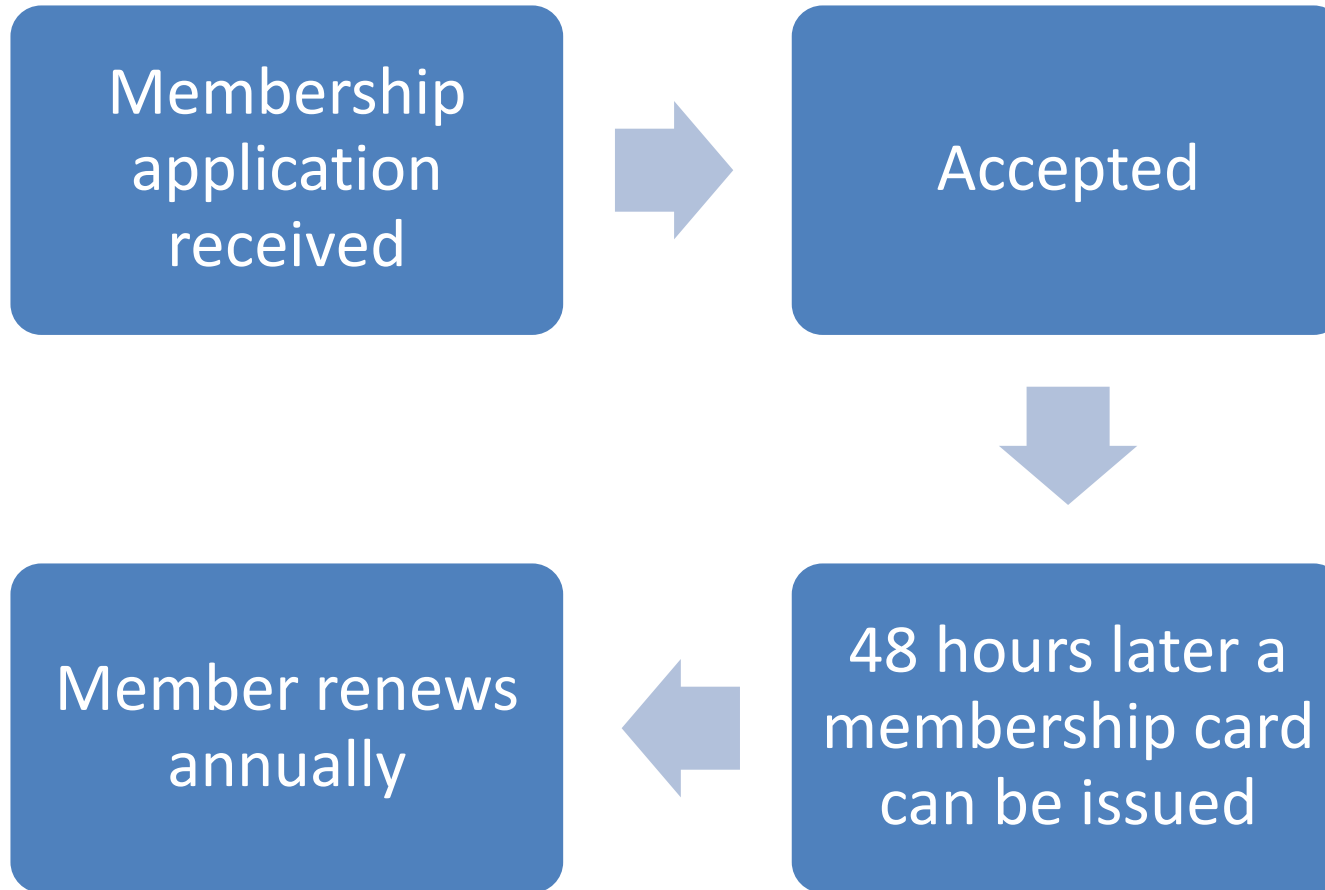 Membership
application
received
Accepted
48 hours later a
membership card
can be issued
Member renews
annually